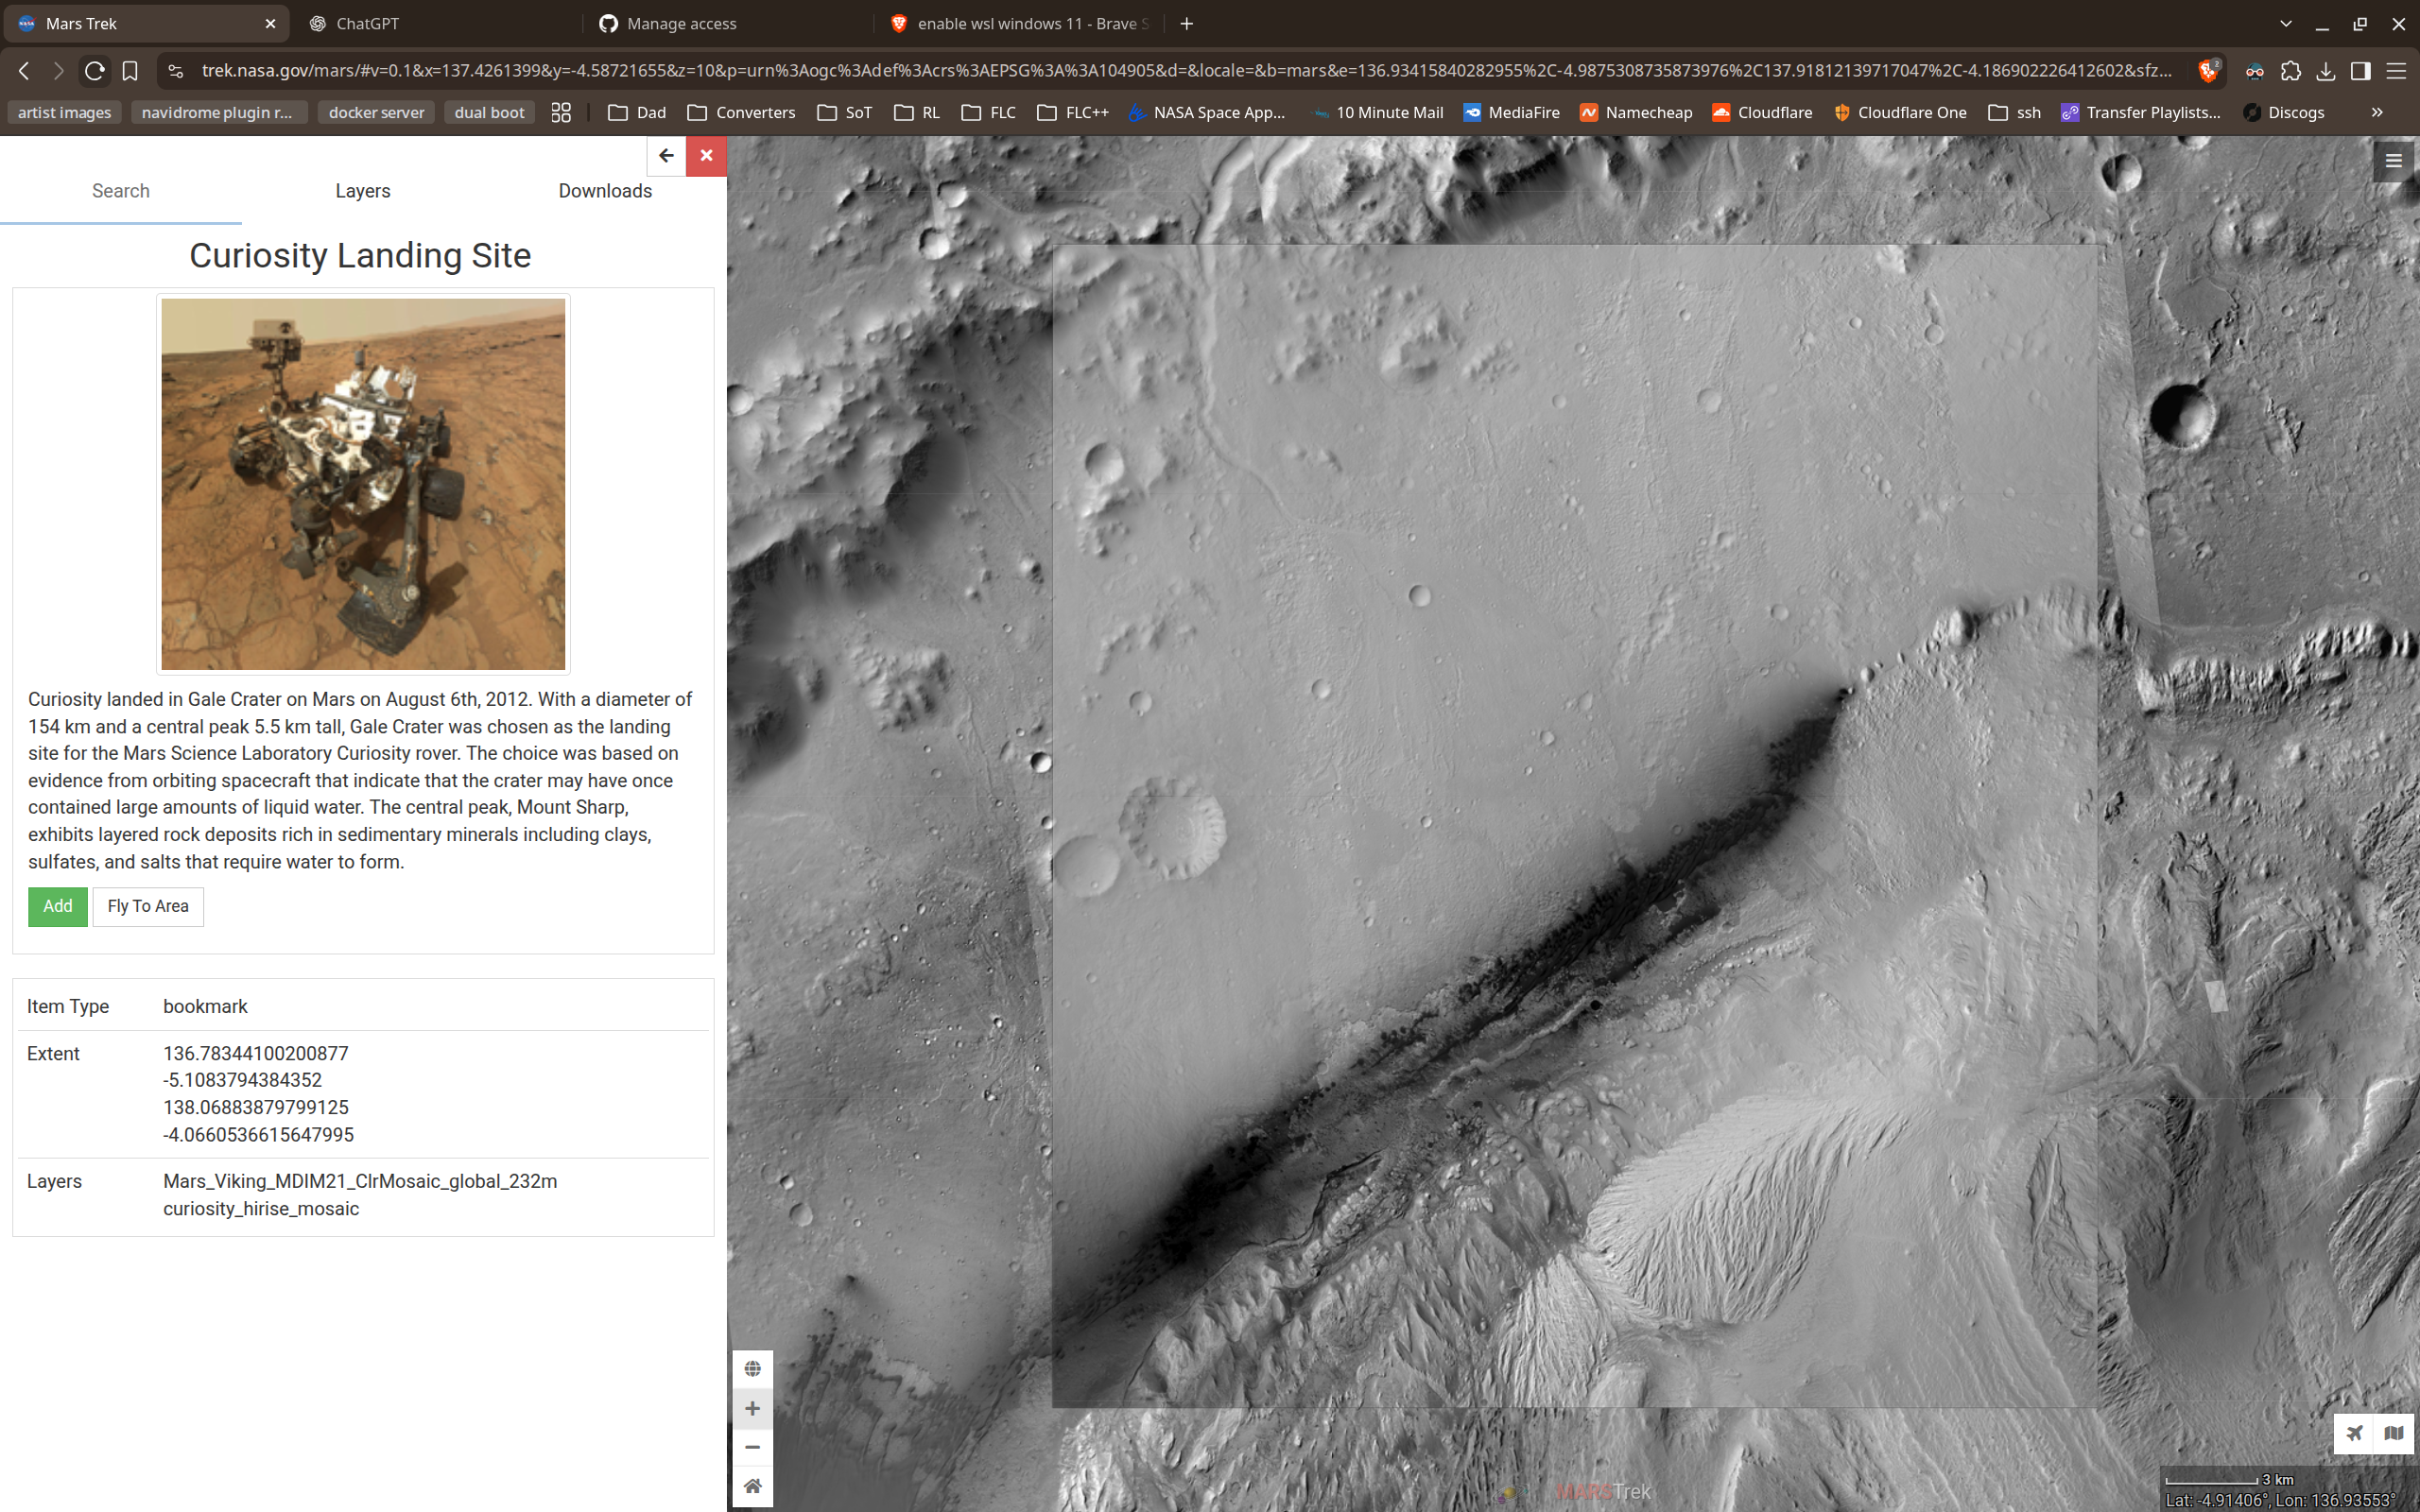 Mars Trek
ChatGPT
Manage access
enable wsl windows 11 - Brave S
trek.nasa.gov/mars/#v=0.1&x=137.4261399&y=-4.58721655&z=10&p=urn%3Aogc%3Adef%3Acrs%3AEPSG%3A%3A104905&d=&locale=&b=mars&e=136.93415840282955%2C-4.9875308735873976%2C137.91812139717047%2C-4.186902226412602&sfz...
2
artist images
navidrome plugin r...
docker server
dual boot
Dad
Converters
SoT
RL
FLC
FLC++
NASA Space App...
10 Minute Mail
MediaFire
Namecheap
Cloudflare
Cloudflare One
ssh
Transfer Playlists...
Discogs
Search
Layers
Downloads
Curiosity Landing Site
Curiosity landed in Gale Crater on Mars on August 6th, 2012. With a diameter of
154 km and a central peak 5.5 km tall, Gale Crater was chosen as the landing
site for the Mars Science Laboratory Curiosity rover. The choice was based on
evidence from orbiting spacecraft that indicate that the crater may have once
contained large amounts of liquid water. The central peak, Mount Sharp,
exhibits layered rock deposits rich in sedimentary minerals including clays,
sulfates, and salts that require water to form.
Add
Fly To Area
Item Type bookmark
Extent 136.78344100200877
-5.1083794384352
138.06883879799125
-4.0660536615647995
Layers Mars_Viking_MDIM21_ClrMosaic_global_232m
curiosity_hirise_mosaic
MARSTrek
3 km
Lat: -4.91406°, Lon: 136.93553°